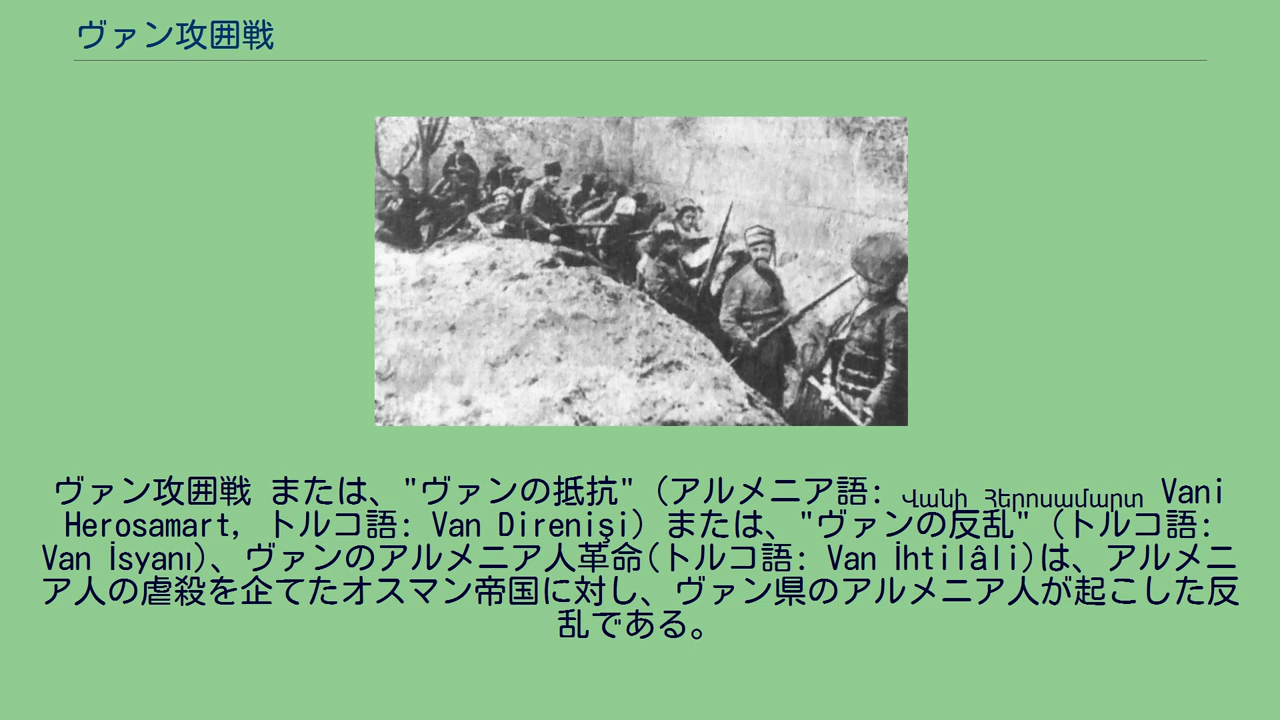 ヴァン攻囲戦
ヴァン攻囲戦 または、"ヴァンの抵抗" (アルメニア語: Վանի Հերոսամարտ Vani
Herosamart, トルコ語: Van Direnişi) または、"ヴァンの反乱" (トルコ語:
Van İsyanı)、ヴァンのアルメニア人革命(トルコ語: Van İhtilâli)は、アルメニ
ア人の虐殺を企てたオスマン帝国に対し、ヴァン県のアルメニア人が起こした反
乱である。